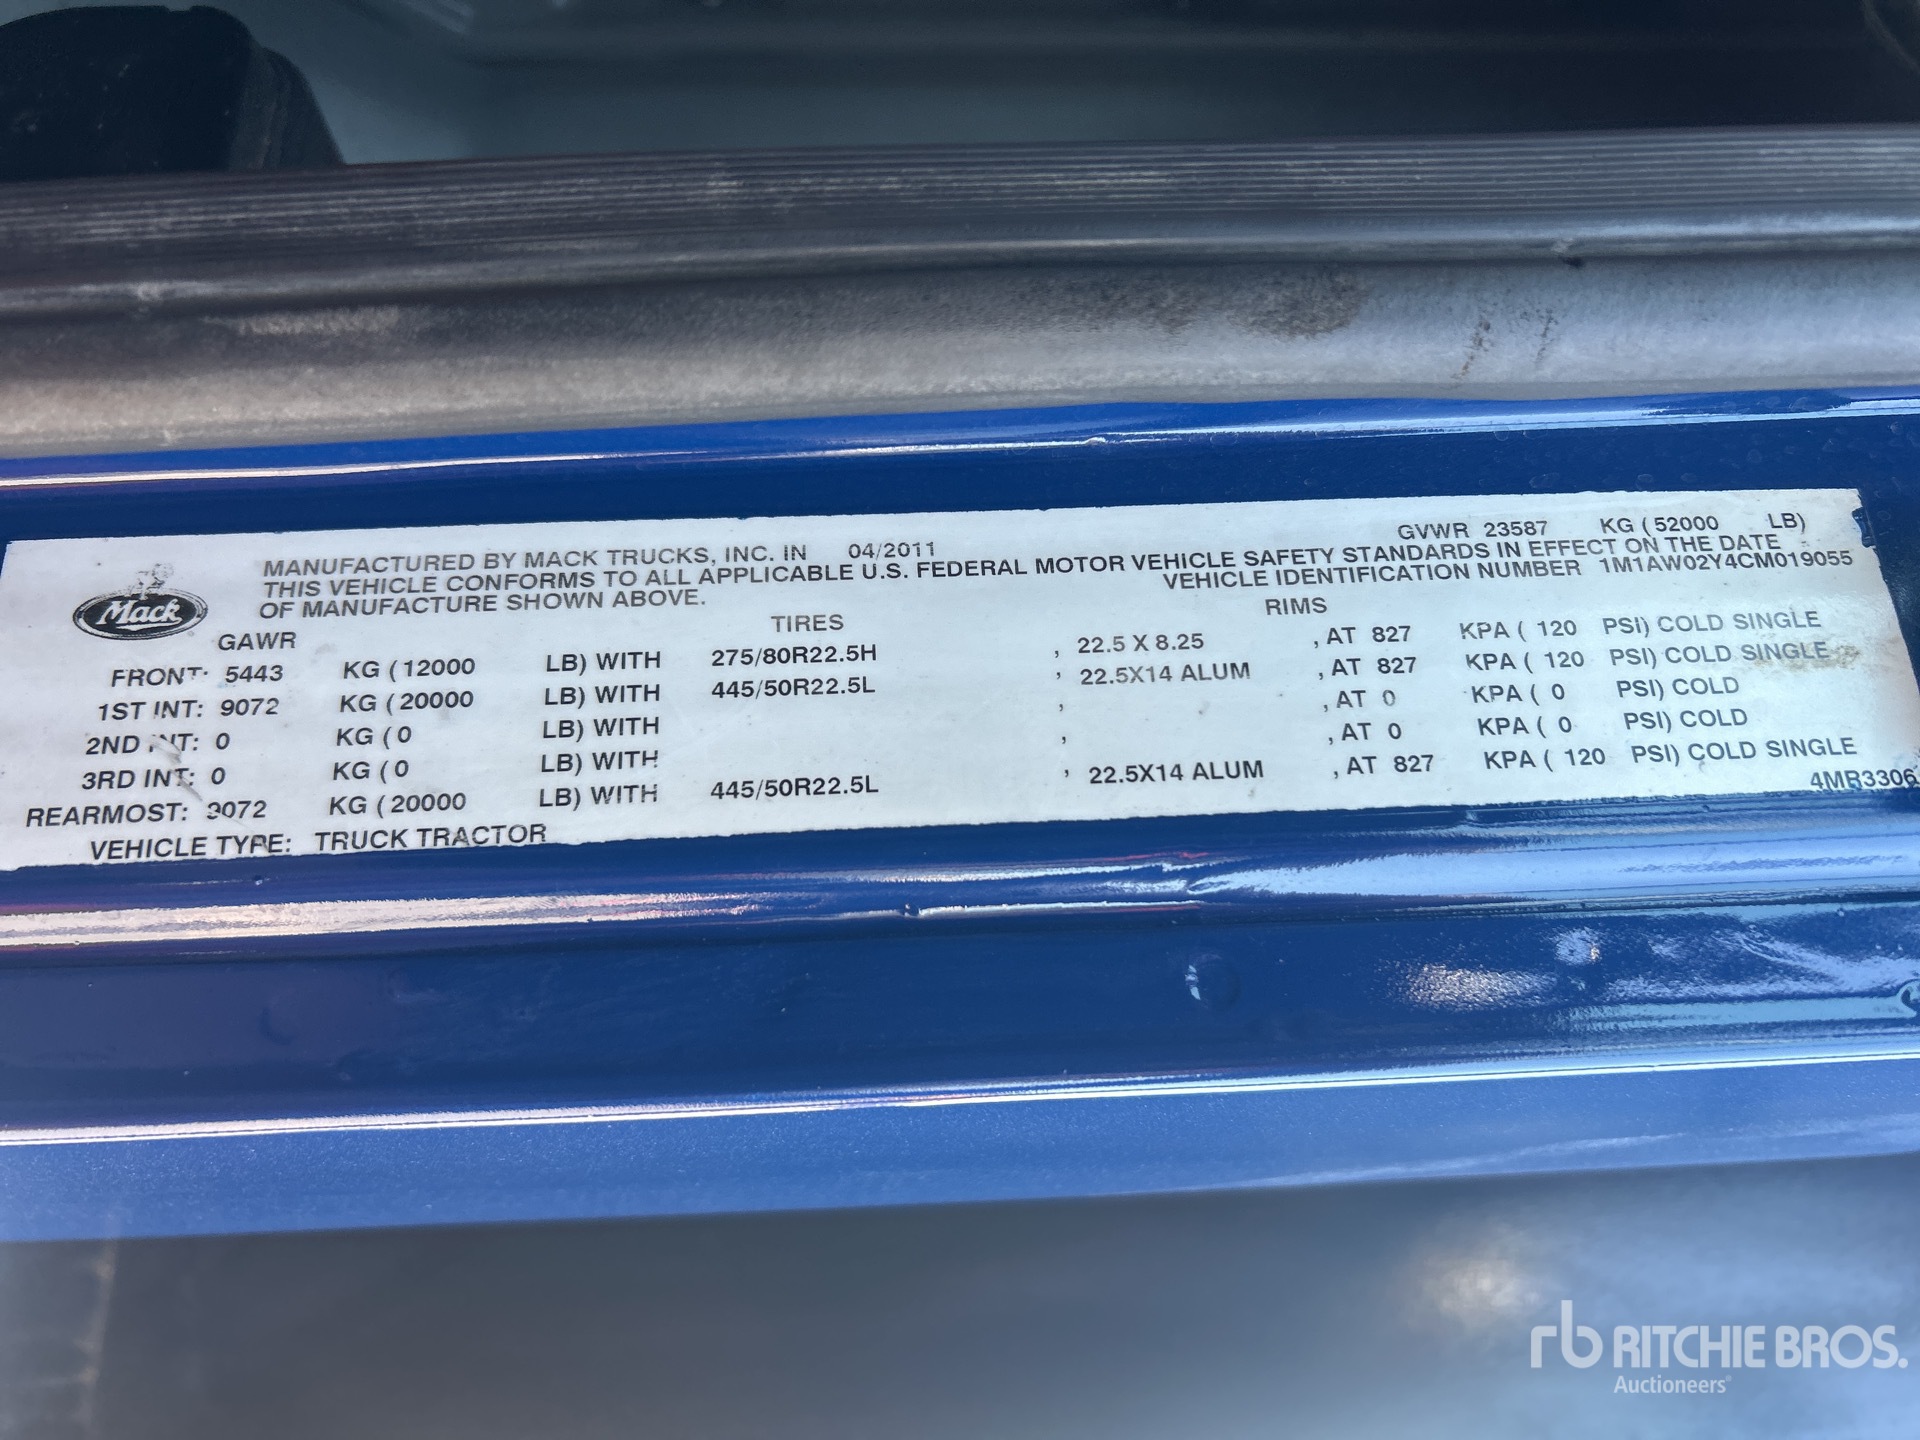 MANUFACTURED BY MACK TRUCKS, INC. IN 04/2011 GVWR 23587 KG (52000 LB)
THIS VEHICLE CONFORMS TO ALL APPLICABLE U.S. FEDERAL MOTOR VEHICLE SAFETY STANDARDS IN EFFECT ON THE DATE
OF MANUFACTURE SHOWN ABOVE. VEHICLE IDENTIFICATION NUMBER 1M1AW02Y4CM019055
Mack
GAWR TIRES RIMS
FRONT: 5443 KG (12000 LB) WITH 275/80R22.5H , 22.5 X 8.25 , AT 827 KPA ( 120 PSI) COLD SINGLE
1ST INT: 9072 KG (20000 LB) WITH 445/50R22.5L , 22.5X14 ALUM , AT 827 KPA ( 120 PSI) COLD SINGLE
2ND INT: 0 KG (0 LB) WITH , , AT 0 KPA ( 0 PSI) COLD
3RD INT: 0 KG (0 LB) WITH , , AT 0 KPA ( 0 PSI) COLD
REARMOST: 9072 KG (20000 LB) WITH 445/50R22.5L , 22.5X14 ALUM , AT 827 KPA ( 120 PSI) COLD SINGLE
VEHICLE TYPE: TRUCK TRACTOR 4MR3306
rb RITCHIE BROS.
Auctioneers